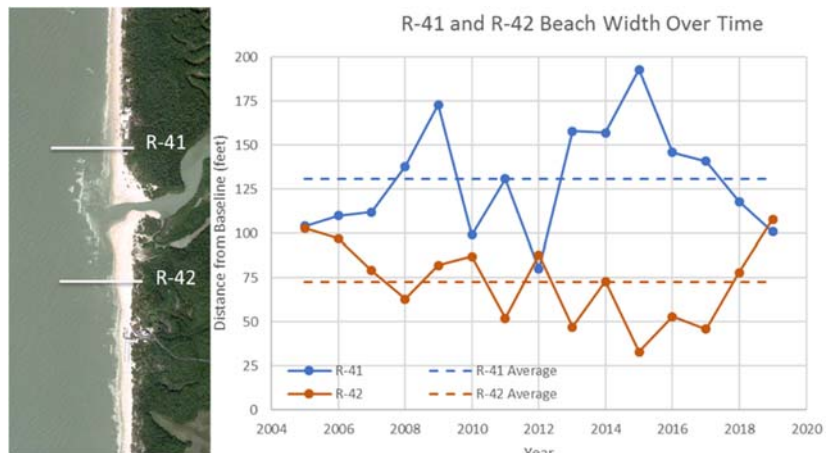 R-41 and R-42 Beach Width Over Time
R-41
R-42
Distance from Baseline (feet)
200
175
150
125
100
75
50
25
0
R-41
R-41 Average
R-42
R-42 Average
2004
2006
2008
2010
2012
2014
2016
2018
2020
Year